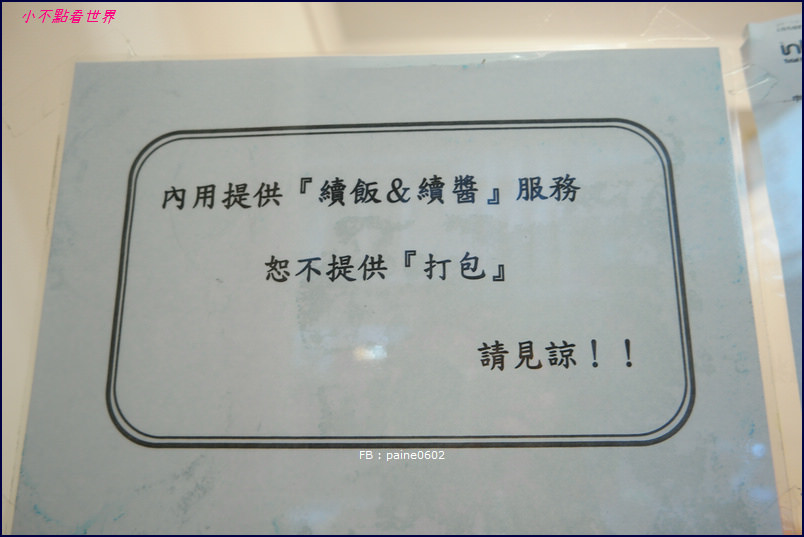 小不點看世界
內用提供『續飯＆續醬』服務
恕不提供『打包』
請見諒！！
FB：paine0602